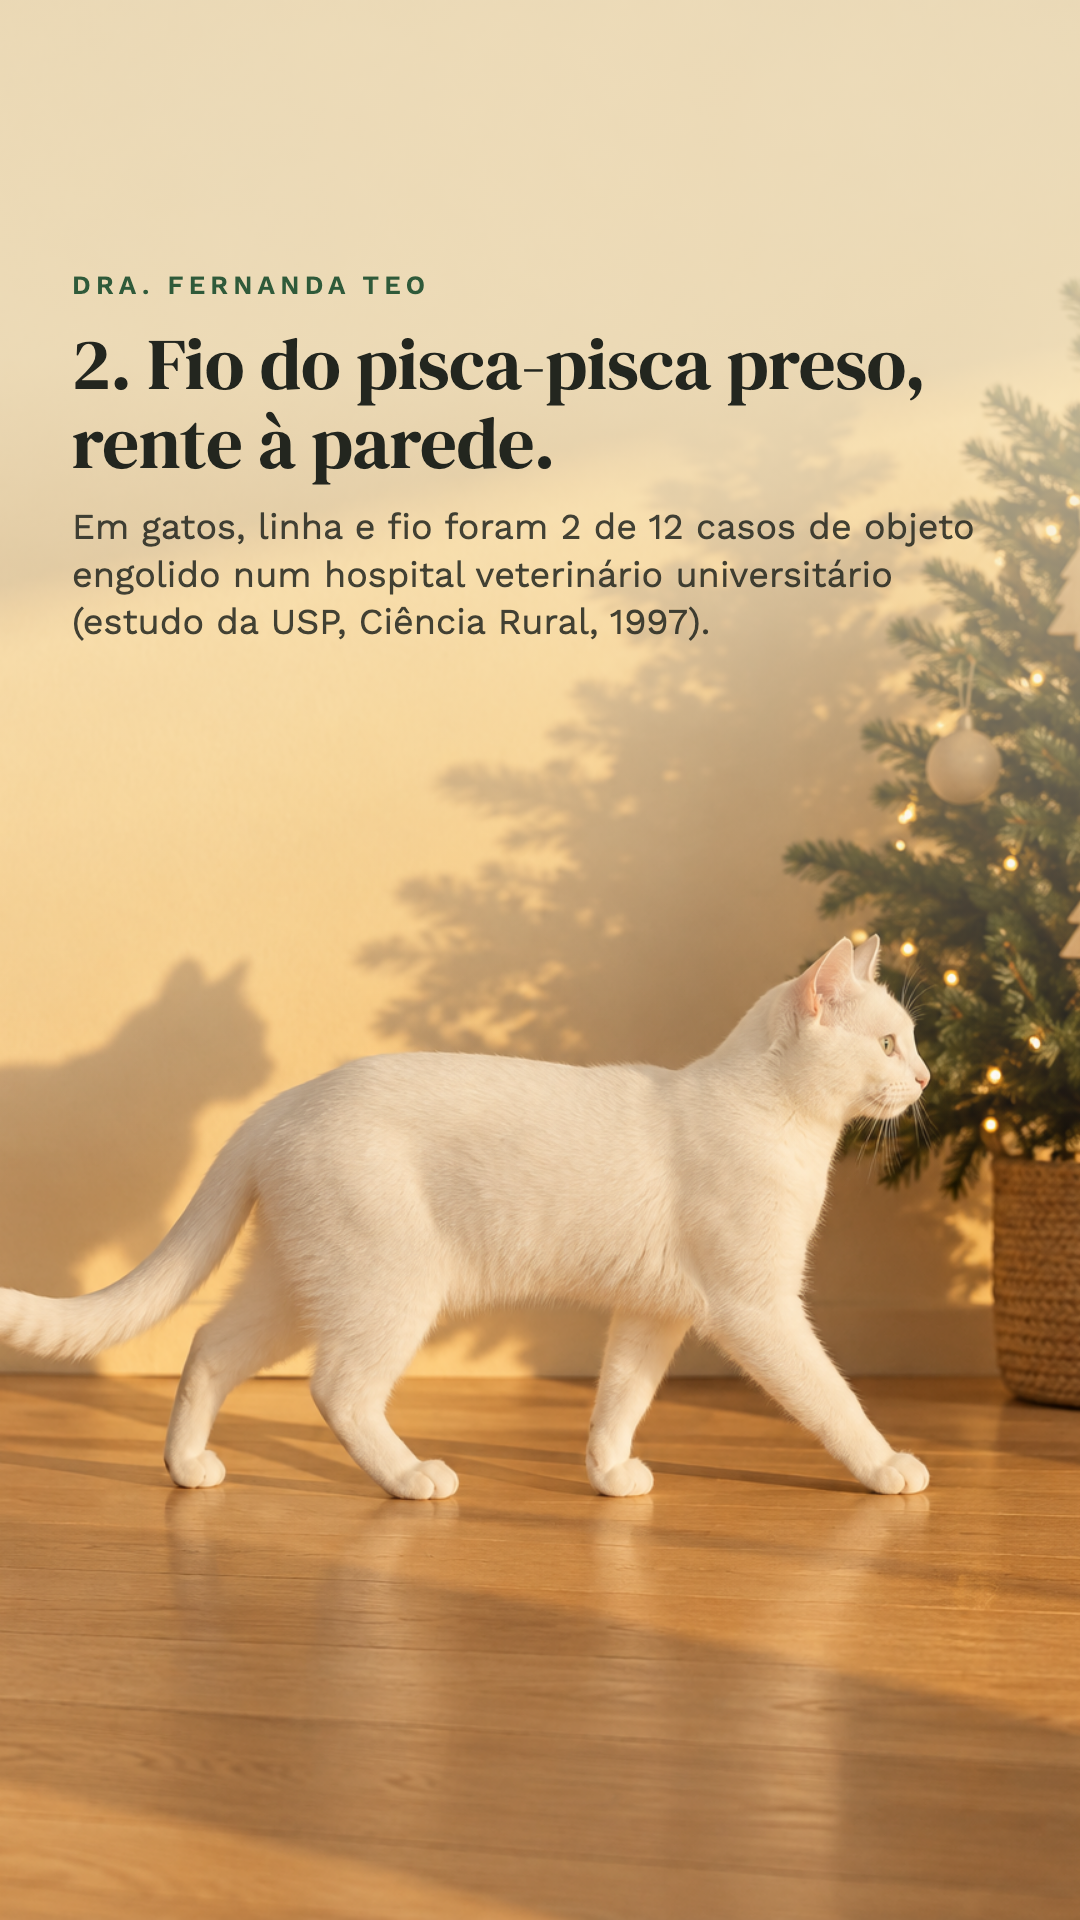 DRA. FERNANDA TEO
2. Fio do pisca-pisca preso,
rente à parede.
Em gatos, linha e fio foram 2 de 12 casos de objeto
engolido num hospital veterinário universitário
(estudo da USP, Ciência Rural, 1997).